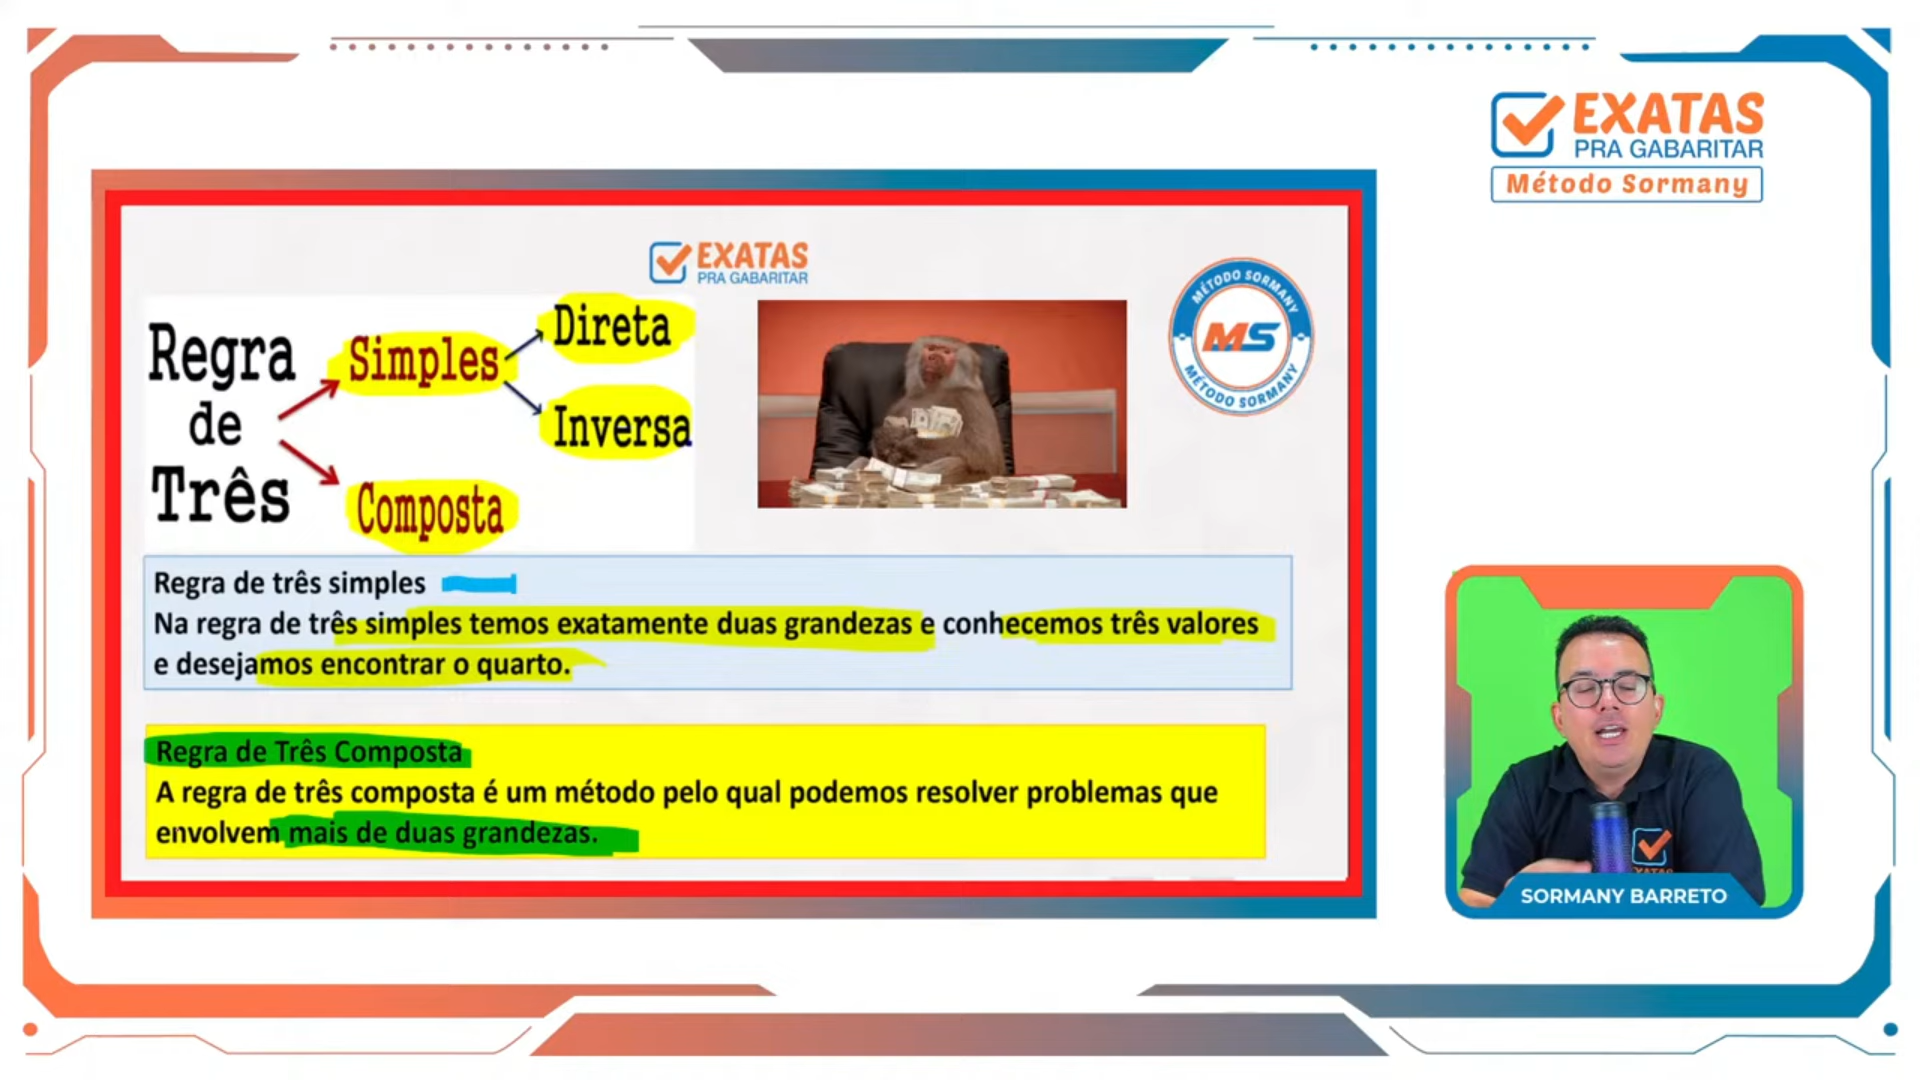 EXATAS
PRA GABARITAR
Método Sormany
EXATAS
PRA GABARITAR
MÉTODO SORMANY
MS
MÉTODO SORMANY
Regra
de
Três
Simples
Direta
Inversa
Composta
Regra de três simples
Na regra de três simples temos exatamente duas grandezas e conhecemos três valores
e desejamos encontrar o quarto.
Regra de Três Composta
A regra de três composta é um método pelo qual podemos resolver problemas que
envolvem mais de duas grandezas.
EXATAS
SORMANY BARRETO